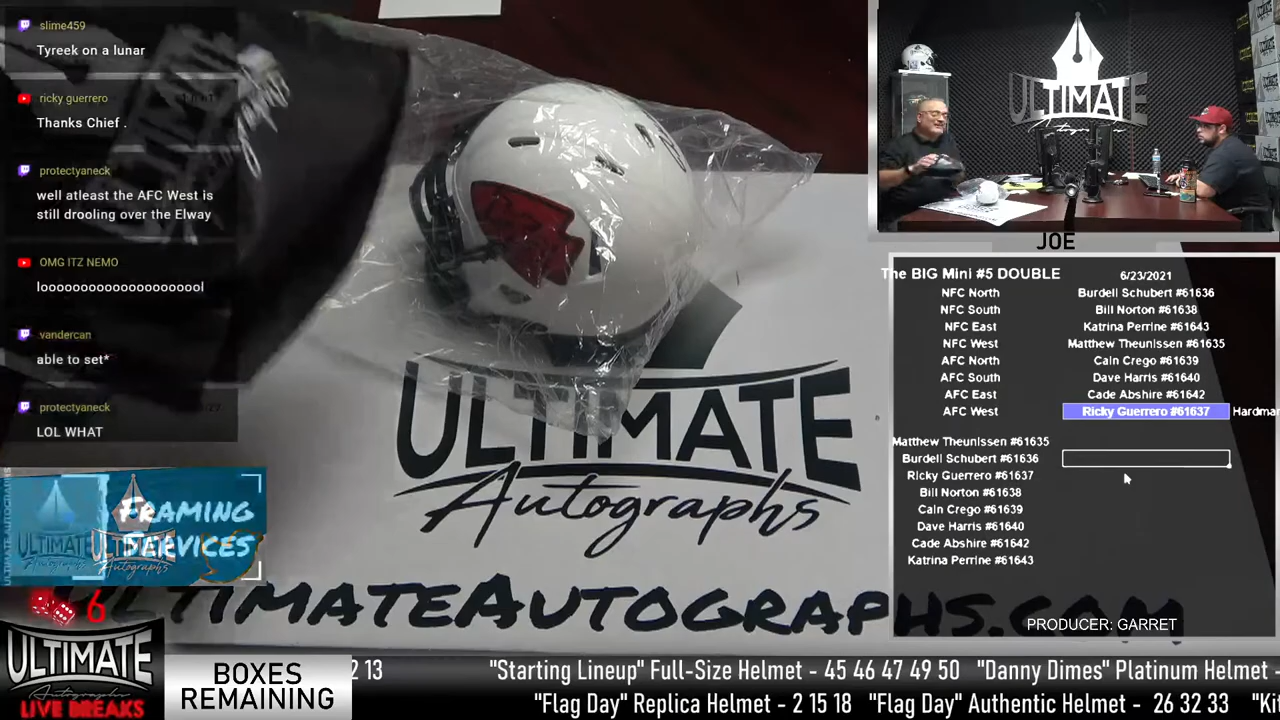 slime459
Tyreek on a lunar
ricky guerrero
Thanks Chief .
protectyaneck
well atleast the AFC West is
still drooling over the Elway
OMG ITZ NEMO
looooooooooooooooooool
vandercan
able to set*
protectyaneck
LOL WHAT
FRAMING
SERVICES
ULTIMATE
Autographs
6
ULTIMATE
Autographs
LIVE BREAKS
BOXES
REMAINING
2 13
"Starting Lineup" Full-Size Helmet - 45 46 47 49 50 "Danny Dimes" Platinum Helmet -
"Flag Day" Replica Helmet - 2 15 18 "Flag Day" Authentic Helmet - 26 32 33
ULTIMATE
Autographs
ULTIMATEAUTOGRAPHS.COM
ULTIMATE
Autographs
JOE
The BIG Mini #5 DOUBLE 6/23/2021
NFC North Burdell Schubert #61636
NFC South Bill Norton #61638
NFC East Katrina Perrine #61643
NFC West Matthew Theunissen #61635
AFC North Cain Crego #61639
AFC South Dave Harris #61640
AFC East Cade Abshire #61642
AFC West Ricky Guerrero #61637 Hardman
Matthew Theunissen #61635
Burdell Schubert #61636
Ricky Guerrero #61637
Bill Norton #61638
Cain Crego #61639
Dave Harris #61640
Cade Abshire #61642
Katrina Perrine #61643
PRODUCER: GARRET